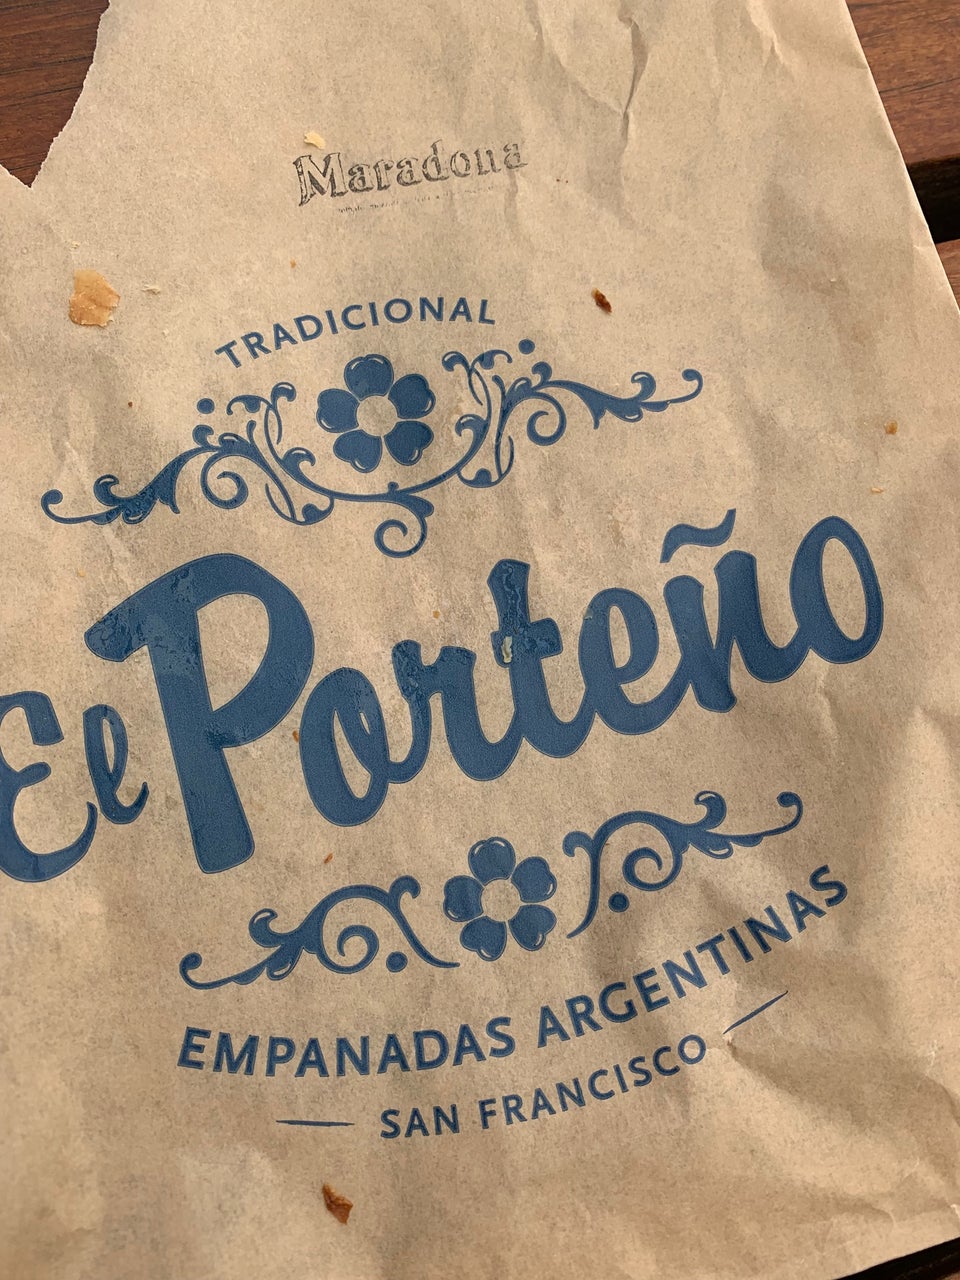 Maradona
TRADICIONAL
El Porteño
EMPANADAS ARGENTINAS
SAN FRANCISCO